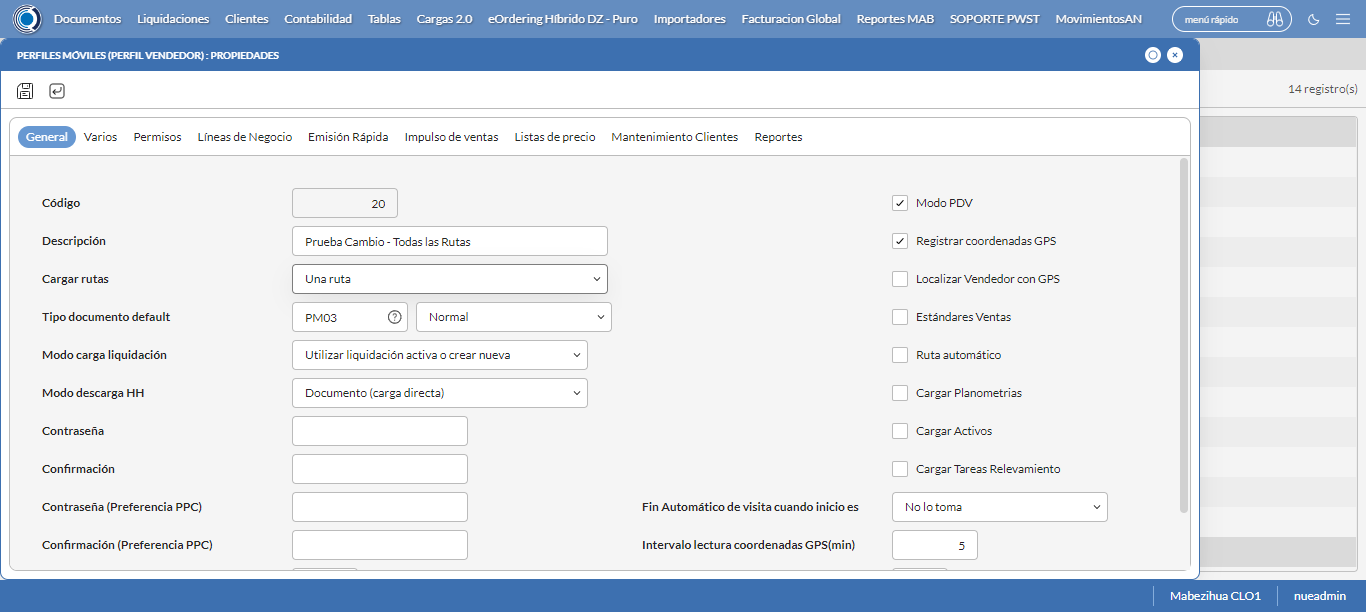 Documentos Liquidaciones Clientes Contabilidad Tablas Cargas 2.0 eOrdering Híbrido DZ - Puro Importadores Facturacion Global Reportes MAB SOPORTE PWST MovimientosAN menú rápido
PERFILES MÓVILES (PERFIL VENDEDOR) : PROPIEDADES
14 registro(s)
General Varios Permisos Líneas de Negocio Emisión Rápida Impulso de ventas Listas de precio Mantenimiento Clientes Reportes
Código 20 Modo PDV
Descripción Prueba Cambio - Todas las Rutas Registrar coordenadas GPS
Cargar rutas Una ruta Localizar Vendedor con GPS
Tipo documento default PM03 Normal Estándares Ventas
Modo carga liquidación Utilizar liquidación activa o crear nueva Ruta automático
Modo descarga HH Documento (carga directa) Cargar Planometrias
Contraseña Cargar Activos
Confirmación Cargar Tareas Relevamiento
Contraseña (Preferencia PPC) Fin Automático de visita cuando inicio es No lo toma
Confirmación (Preferencia PPC) Intervalo lectura coordenadas GPS(min) 5
Mabezihua CLO1 nueadmin